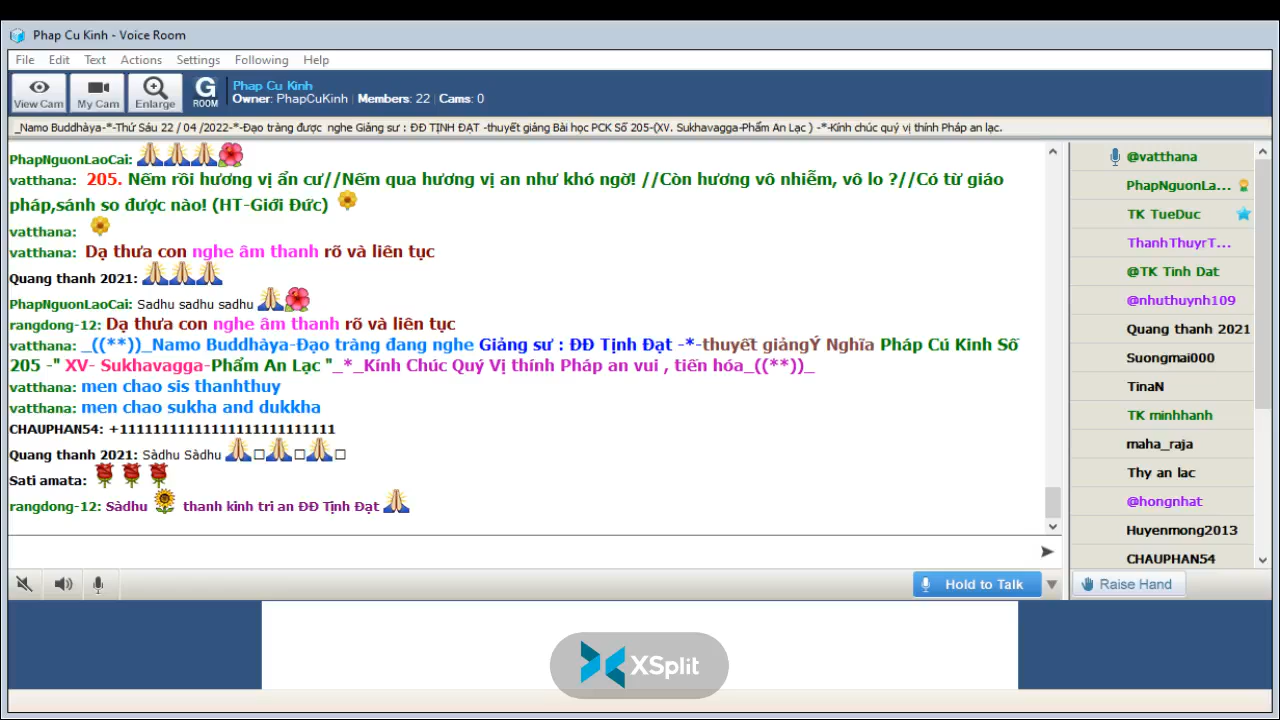 Phap Cu Kinh - Voice Room
File Edit Text Actions Settings Following Help
View Cam My Cam Enlarge G ROOM
Phap Cu Kinh
Owner: PhapCuKinh | Members: 22 | Cams: 0
_Namo Buddhàya-*-Thứ Sáu 22 / 04 /2022-*-Đạo tràng được nghe Giảng sư : ĐĐ TỊNH ĐẠT -thuyết giảng Bài học PCK Số 205-(XV. Sukhavagga-Phẩm An Lạc ) -*-Kính chúc quý vị thính Pháp an lạc.
PhapNguonLaoCai:
vatthana: 205. Nếm rồi hương vị ẩn cư//Nếm qua hương vị an như khó ngờ! //Còn hương vô nhiễm, vô lo ?//Có từ giáo
pháp,sánh so được nào! (HT-Giới Đức)
vatthana:
vatthana: Dạ thưa con nghe âm thanh rõ và liên tục
Quang thanh 2021:
PhapNguonLaoCai: Sadhu sadhu sadhu
rangdong-12: Dạ thưa con nghe âm thanh rõ và liên tục
vatthana: _((**))_Namo Buddhàya-Đạo tràng đang nghe Giảng sư : ĐĐ Tịnh Đạt -*-thuyết giảngÝ Nghĩa Pháp Cú Kinh Số
205 -" XV- Sukhavagga-Phẩm An Lạc "_*_Kính Chúc Quý Vị thính Pháp an vui , tiến hóa_((**))_
vatthana: men chao sis thanhthuy
vatthana: men chao sukha and dukkha
CHAUPHAN54: +11111111111111111111111111
Quang thanh 2021: Sàdhu Sàdhu
Sati amata:
rangdong-12: Sàdhu thanh kinh tri an ĐĐ Tịnh Đạt
@vatthana
PhapNguonLa...
TK TueDuc
ThanhThuyrT...
@TK Tinh Dat
@nhuthuynh109
Quang thanh 2021
Suongmai000
TinaN
TK minhhanh
maha_raja
Thy an lac
@hongnhat
Huyenmong2013
CHAUPHAN54
Hold to Talk
Raise Hand
XSplit